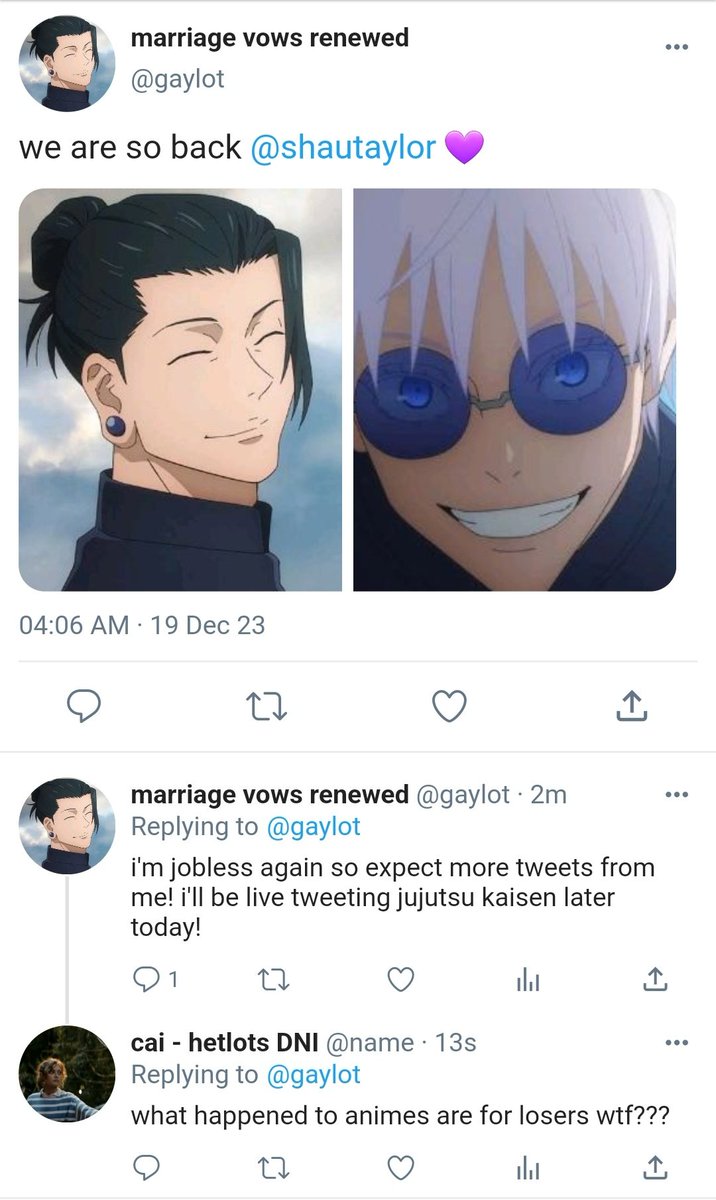 marriage vows renewed
@gaylot
we are so back @shautaylor 💜
04:06 AM · 19 Dec 23
marriage vows renewed @gaylot · 2m
Replying to @gaylot
i'm jobless again so expect more tweets from
me! i'll be live tweeting jujutsu kaisen later
today!
1
cai - hetlots DNI @name · 13s
Replying to @gaylot
what happened to animes are for losers wtf???